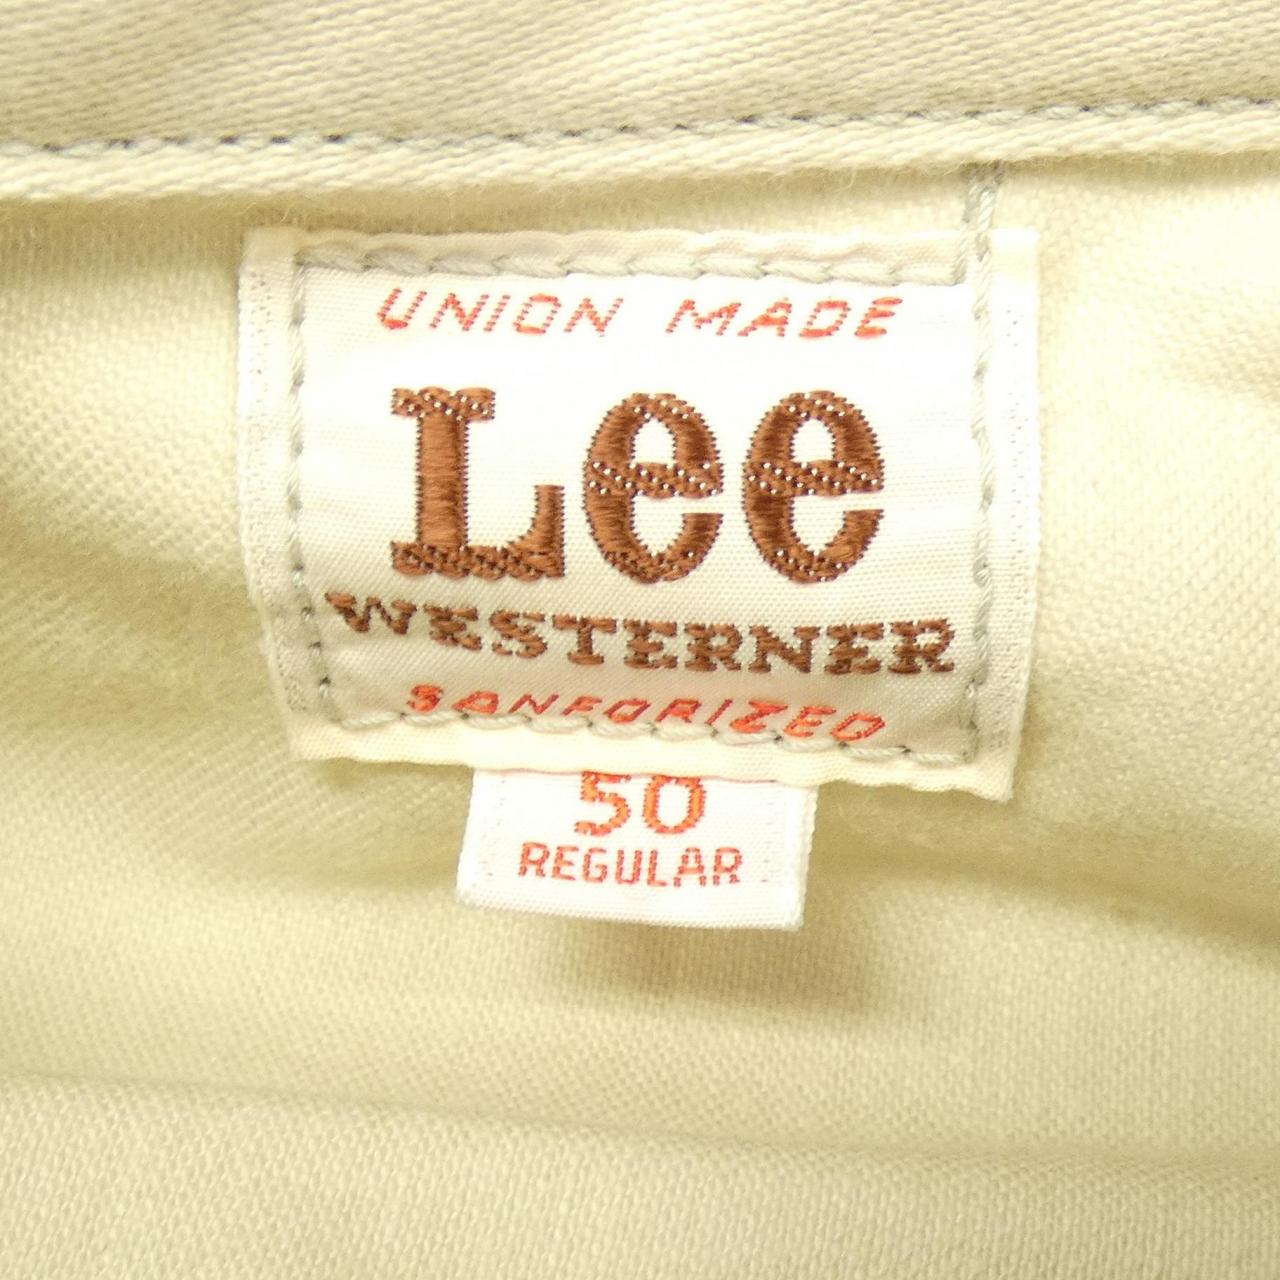 UNION MADE
Lee
WESTERNER
SANFORIZED
50
REGULAR